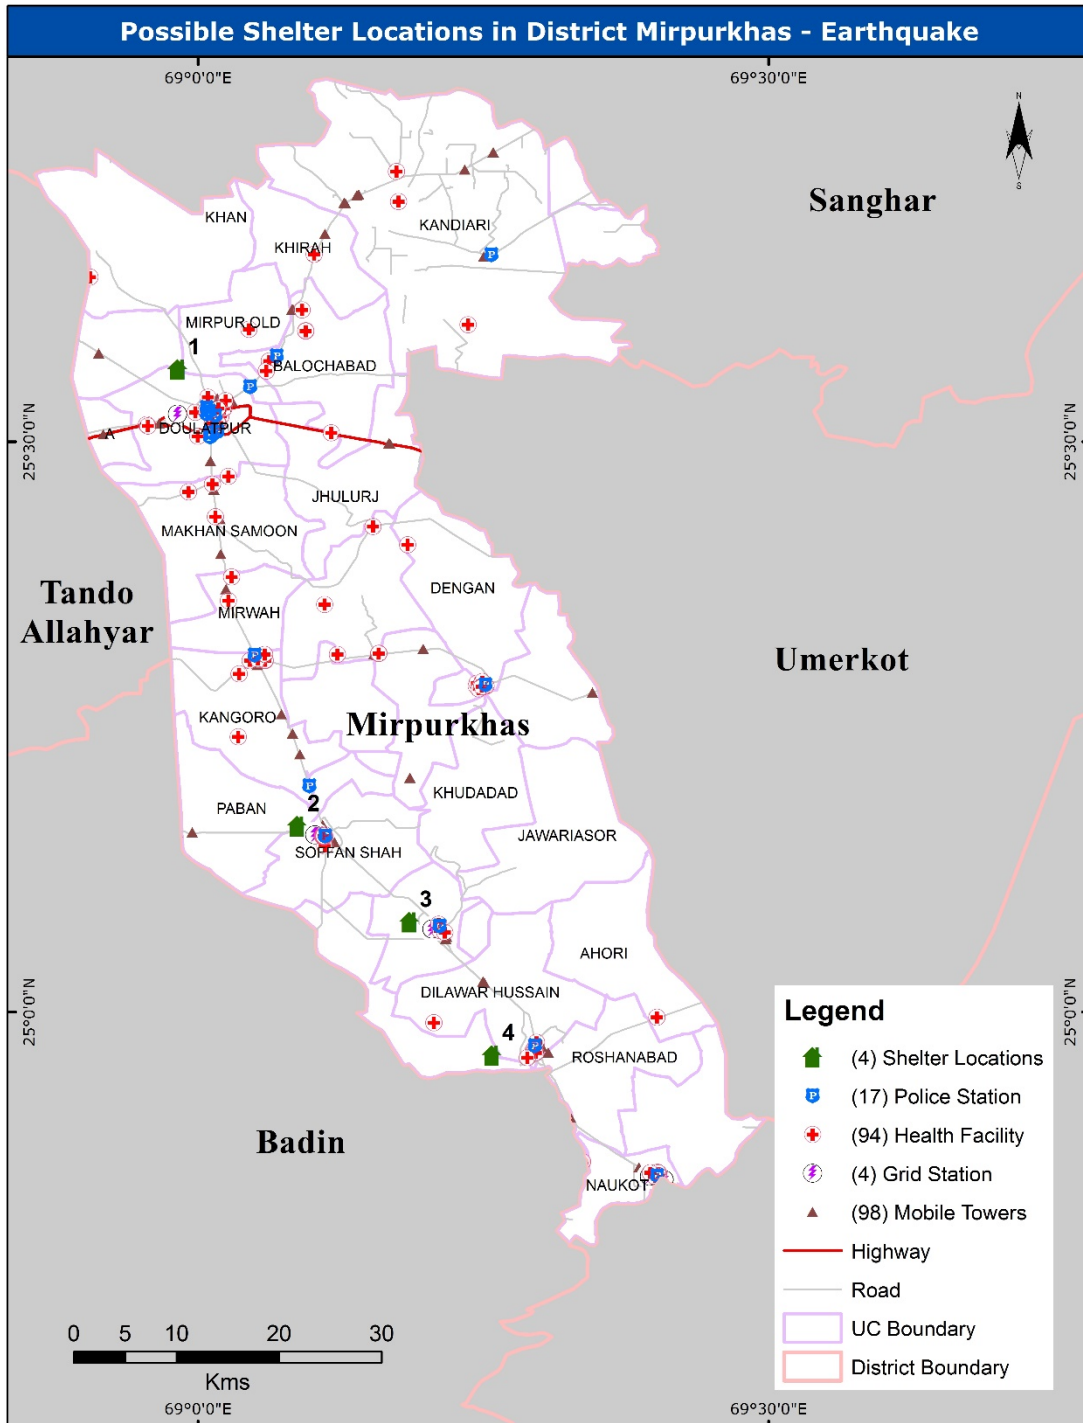 Possible Shelter Locations in District Mirpurkhas - Earthquake
69°0'0"E
69°30'0"E
N
S
Sanghar
KHAN
KANDIARI
KHIRAH
P
MIRPUR OLD
1
BALOCHABAD
P
P
DOULATPUR
25°30'0"N
25°30'0"N
JHULURJ
MAKHAN SAMOON
DENGAN
Tando
Allahyar
MIRWAH
Umerkot
P
P
KANGORO
Mirpurkhas
P
KHUDADAD
PABAN
2
JAWARIASOR
P
SOFFAN SHAH
3
P
AHORI
DILAWAR HUSSAIN
4
25°0'0"N
25°0'0"N
P
ROSHANABAD
Badin
NAUKOT
P
Legend
(4) Shelter Locations
P
(17) Police Station
(94) Health Facility
(4) Grid Station
(98) Mobile Towers
Highway
Road
UC Boundary
District Boundary
0 5 10 20 30
Kms
69°0'0"E
69°30'0"E